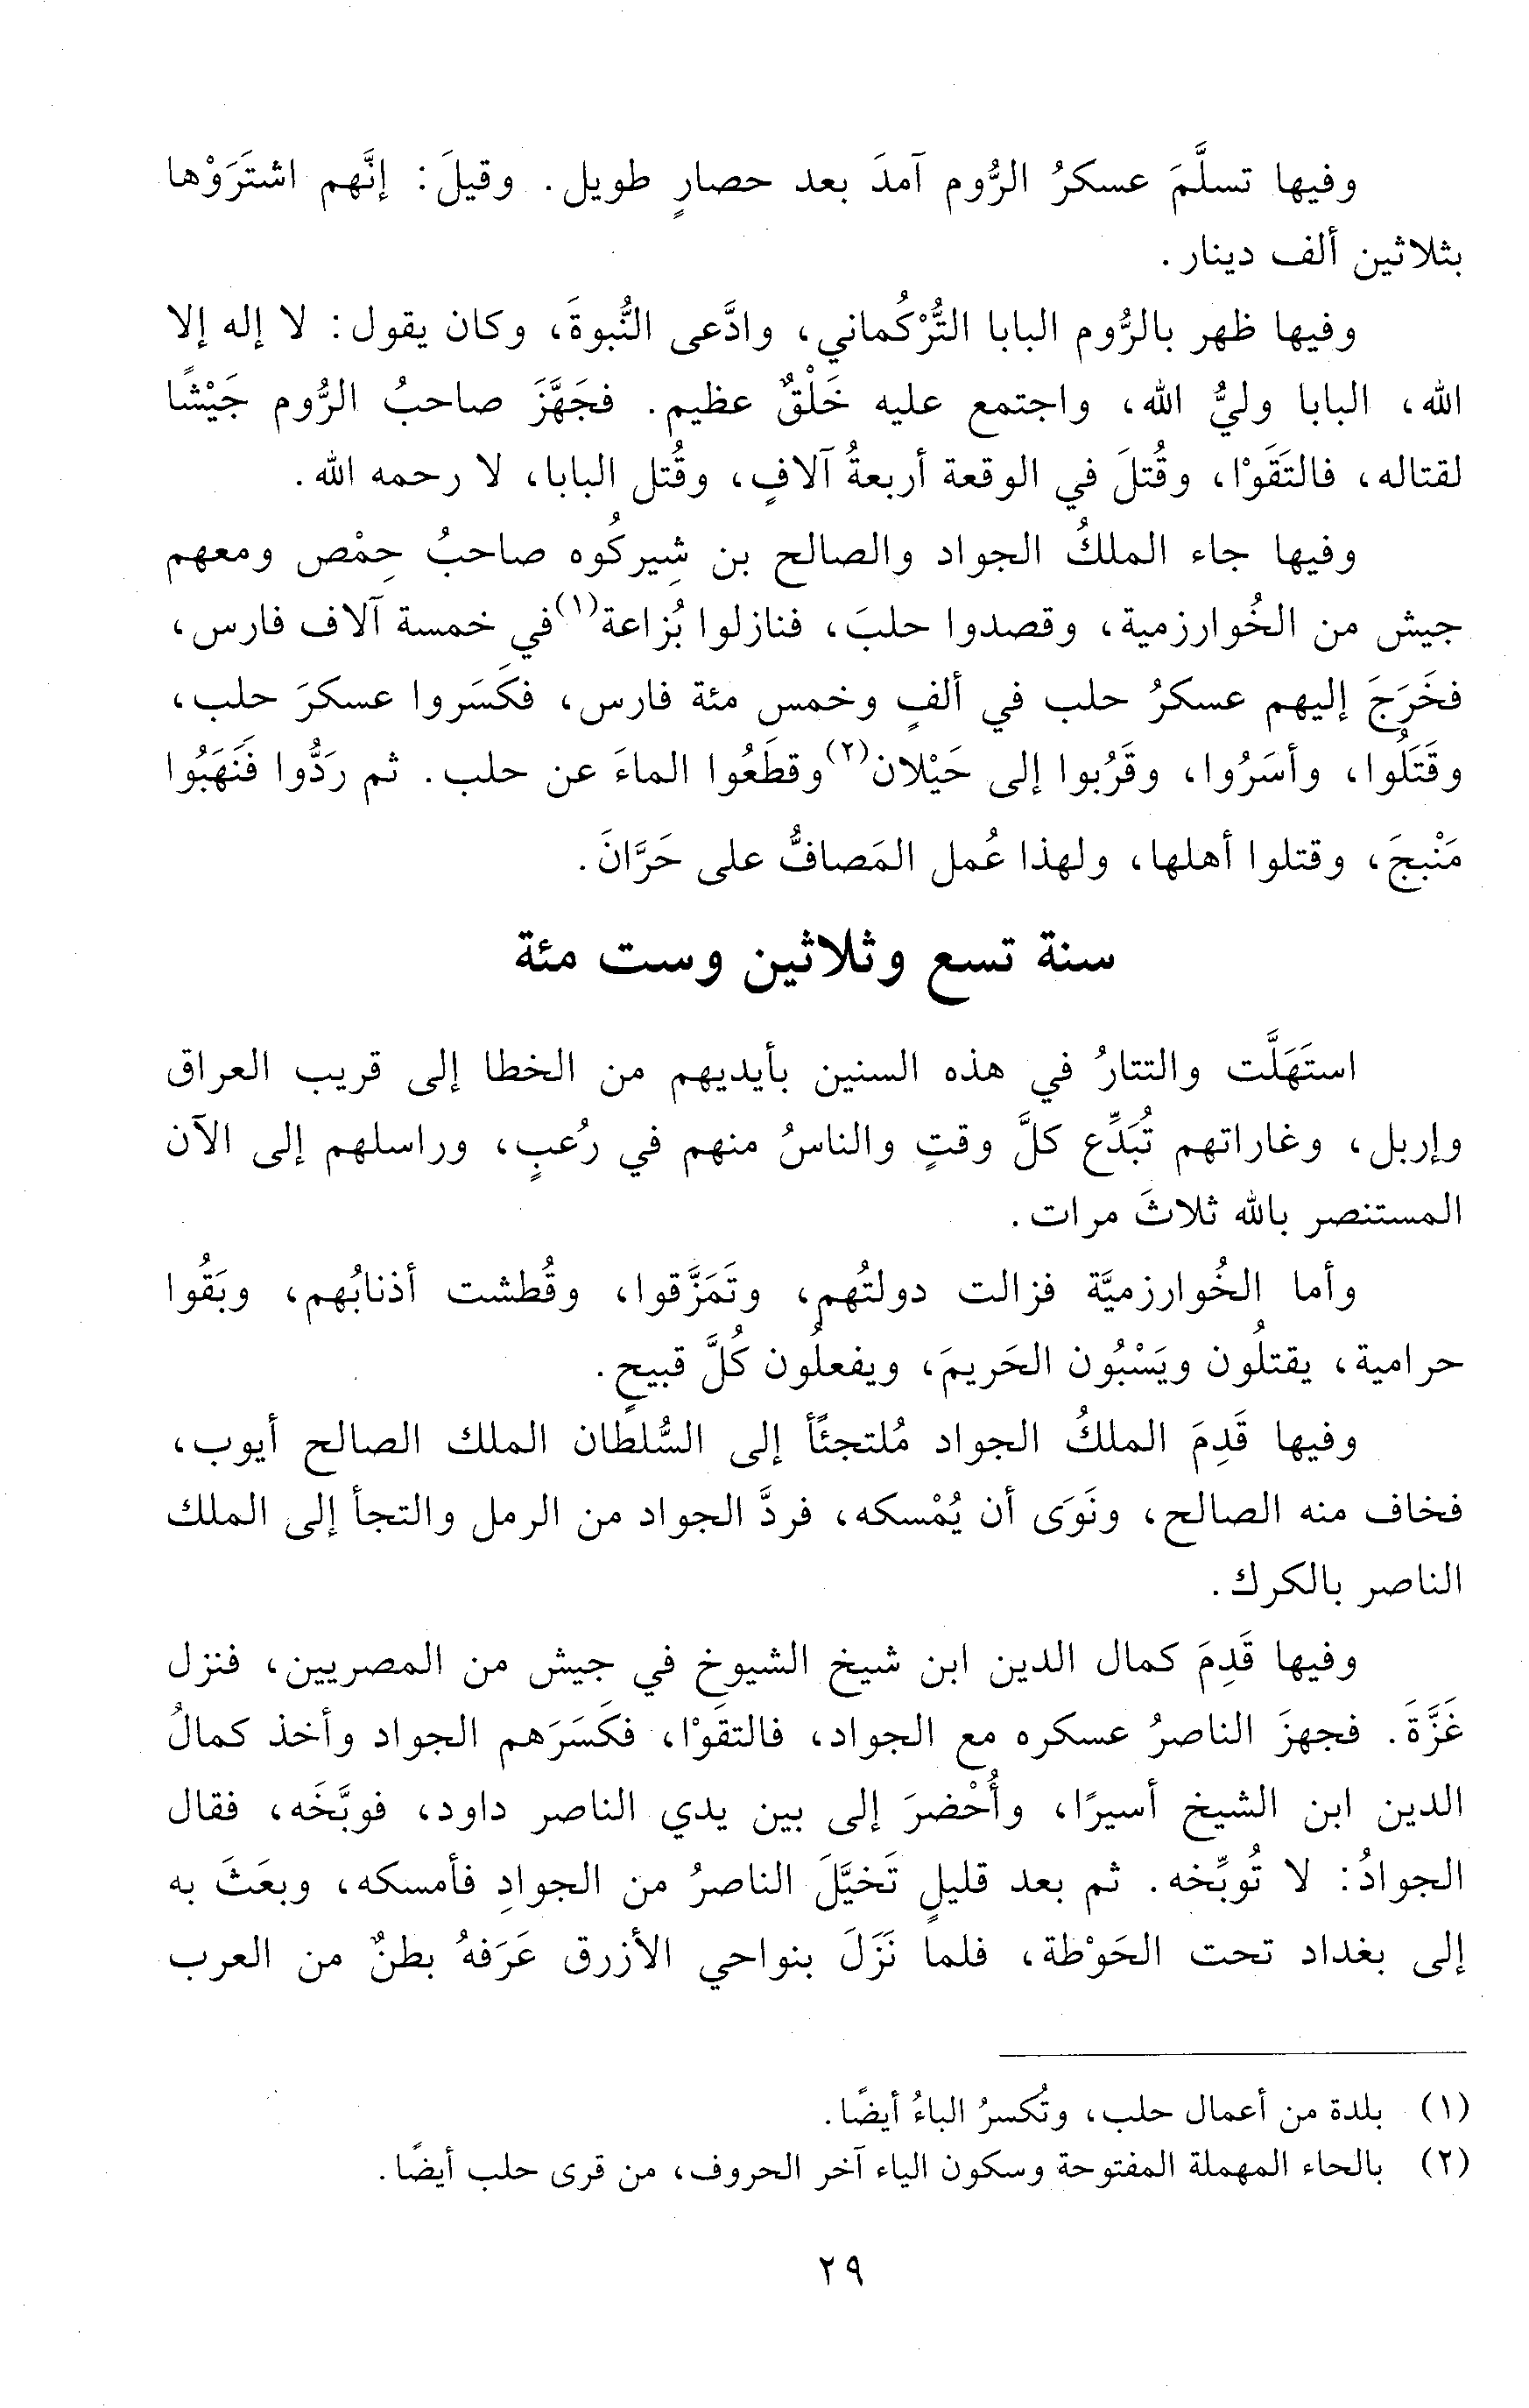 وفيها تسلَّمَ عسكرُ الرُّوم آمدَ بعد حصارٍ طويل. وقيلَ: إنَّهم اشتَرَوْها
بثلاثين ألف دينار.
وفيها ظهر بالرُّوم البابا التُّرْكُماني، وادَّعى النُّبوةَ، وكان يقول: لا إله إلا
الله، البابا وليُّ الله، واجتمع عليه خَلْقٌ عظيم. فجَهَّزَ صاحبُ الرُّوم جَيْشًا
لقتاله، فالتَقَوْا، وقُتلَ في الوقعة أربعةُ آلافٍ، وقُتل البابا، لا رحمه الله.
وفيها جاء الملكُ الجواد والصالح بن شِيركُوه صاحبُ حِمْص ومعهم
جيش من الخُوارزمية، وقصدوا حلبَ، فنازلوا بُزاعة(١) في خمسة آلاف فارس،
فخَرَجَ إليهم عسكرُ حلب في ألفٍ وخمس مئة فارس، فكَسَروا عسكرَ حلب،
وقَتَلُوا، وأسَرُوا، وقَرُبوا إلى حَيْلان(٢) وقطَعُوا الماءَ عن حلب. ثم رَدُّوا فَنَهَبُوا
مَنْبجَ، وقتلوا أهلها، ولهذا عُمل المَصافُّ على حَرَّانَ.
سنة تسع وثلاثين وست مئة
استَهَلَّت والتتارُ في هذه السنين بأيديهم من الخطا إلى قريب العراق
وإربل، وغاراتهم تُبَدِّع كلَّ وقتٍ والناسُ منهم في رُعبٍ، وراسلهم إلى الآن
المستنصر بالله ثلاثَ مرات.
وأما الخُوارزميَّة فزالت دولتُهم، وتَمَزَّقوا، وقُطشت أذنابُهم، وبَقُوا
حرامية، يقتلُون ويَسْبُون الحَريمَ، ويفعلُون كُلَّ قبيحٍ.
وفيها قَدِمَ الملكُ الجواد مُلتجئًأ إلى السُّلطان الملك الصالح أيوب،
فخاف منه الصالح، ونَوَى أن يُمْسكه، فردَّ الجواد من الرمل والتجأ إلى الملك
الناصر بالكرك.
وفيها قَدِمَ كمال الدين ابن شيخ الشيوخ في جيش من المصريين، فنزل
غَزَّةَ. فجهزَ الناصرُ عسكره مع الجواد، فالتقَوْا، فكَسَرَهم الجواد وأخذ كمالُ
الدين ابن الشيخ أسيرًا، وأُحْضرَ إلى بين يدي الناصر داود، فوبَّخَه، فقال
الجوادُ: لا تُوبِّخه. ثم بعد قليلٍ تَخيَّلَ الناصرُ من الجوادِ فأمسكه، وبعَثَ به
إلى بغداد تحت الحَوْطة، فلما نَزَلَ بنواحي الأزرق عَرَفهُ بطنٌ من العرب
(١) بلدة من أعمال حلب، وتُكسرُ الباءُ أيضًا.
(٢) بالحاء المهملة المفتوحة وسكون الياء آخر الحروف، من قرى حلب أيضًا.
٢٩